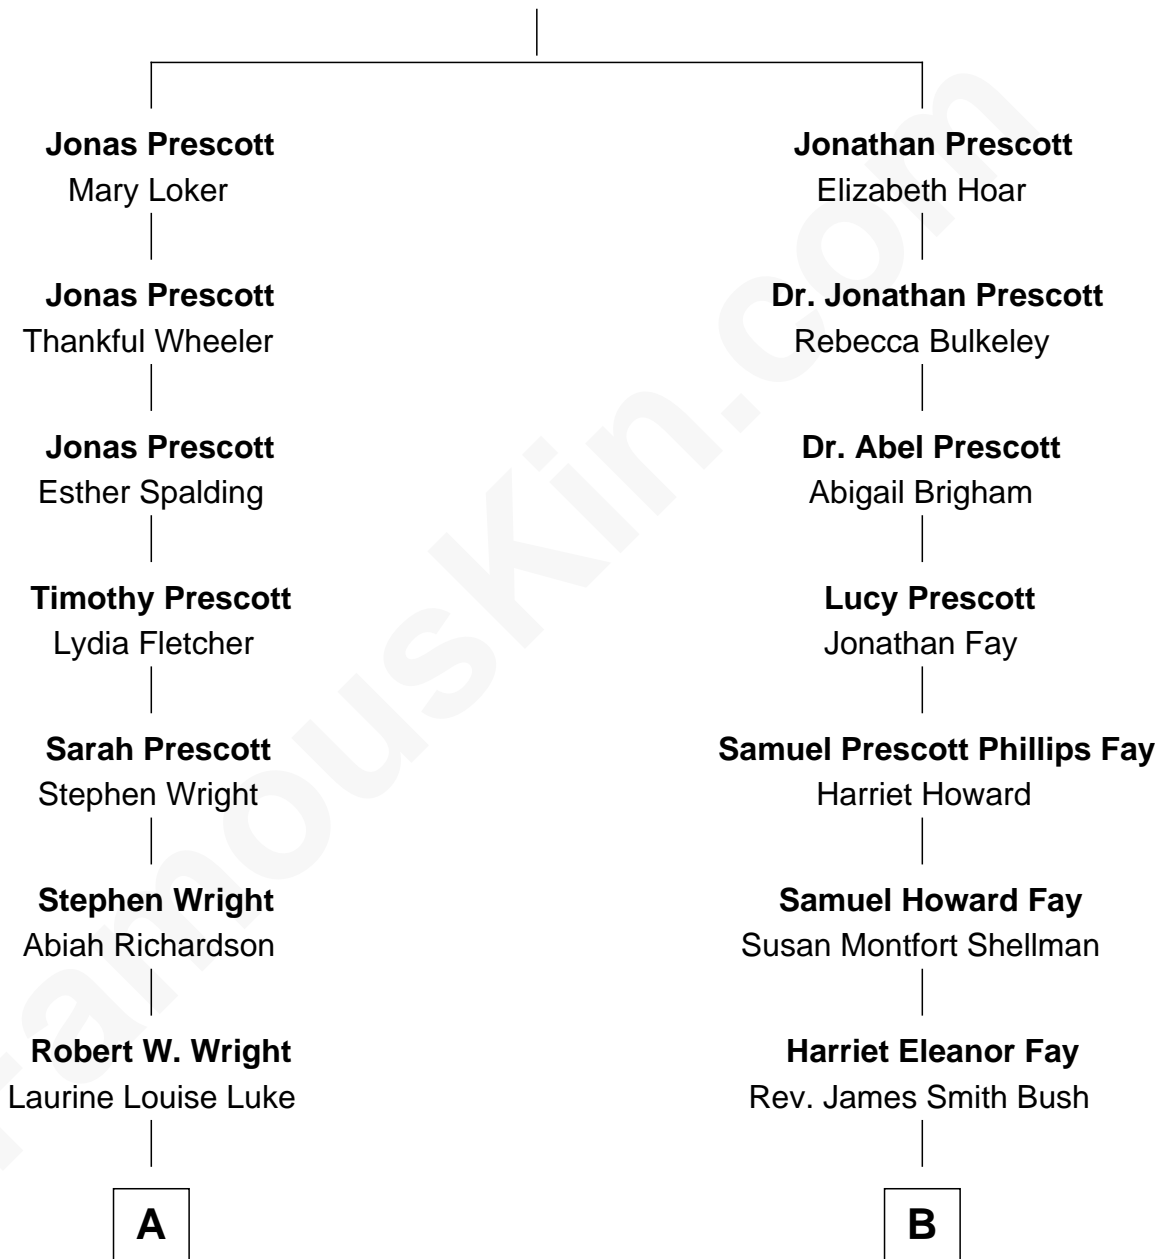 Jonas Prescott
Mary Loker
Jonas Prescott
Thankful Wheeler
Jonas Prescott
Esther Spalding
Timothy Prescott
Lydia Fletcher
Sarah Prescott
Stephen Wright
Stephen Wright
Abiah Richardson
Robert W. Wright
Laurine Louise Luke
A
Jonathan Prescott
Elizabeth Hoar
Dr. Jonathan Prescott
Rebecca Bulkeley
Dr. Abel Prescott
Abigail Brigham
Lucy Prescott
Jonathan Fay
Samuel Prescott Phillips Fay
Harriet Howard
Samuel Howard Fay
Susan Montfort Shellman
Harriet Eleanor Fay
Rev. James Smith Bush
B
FamousKin.com